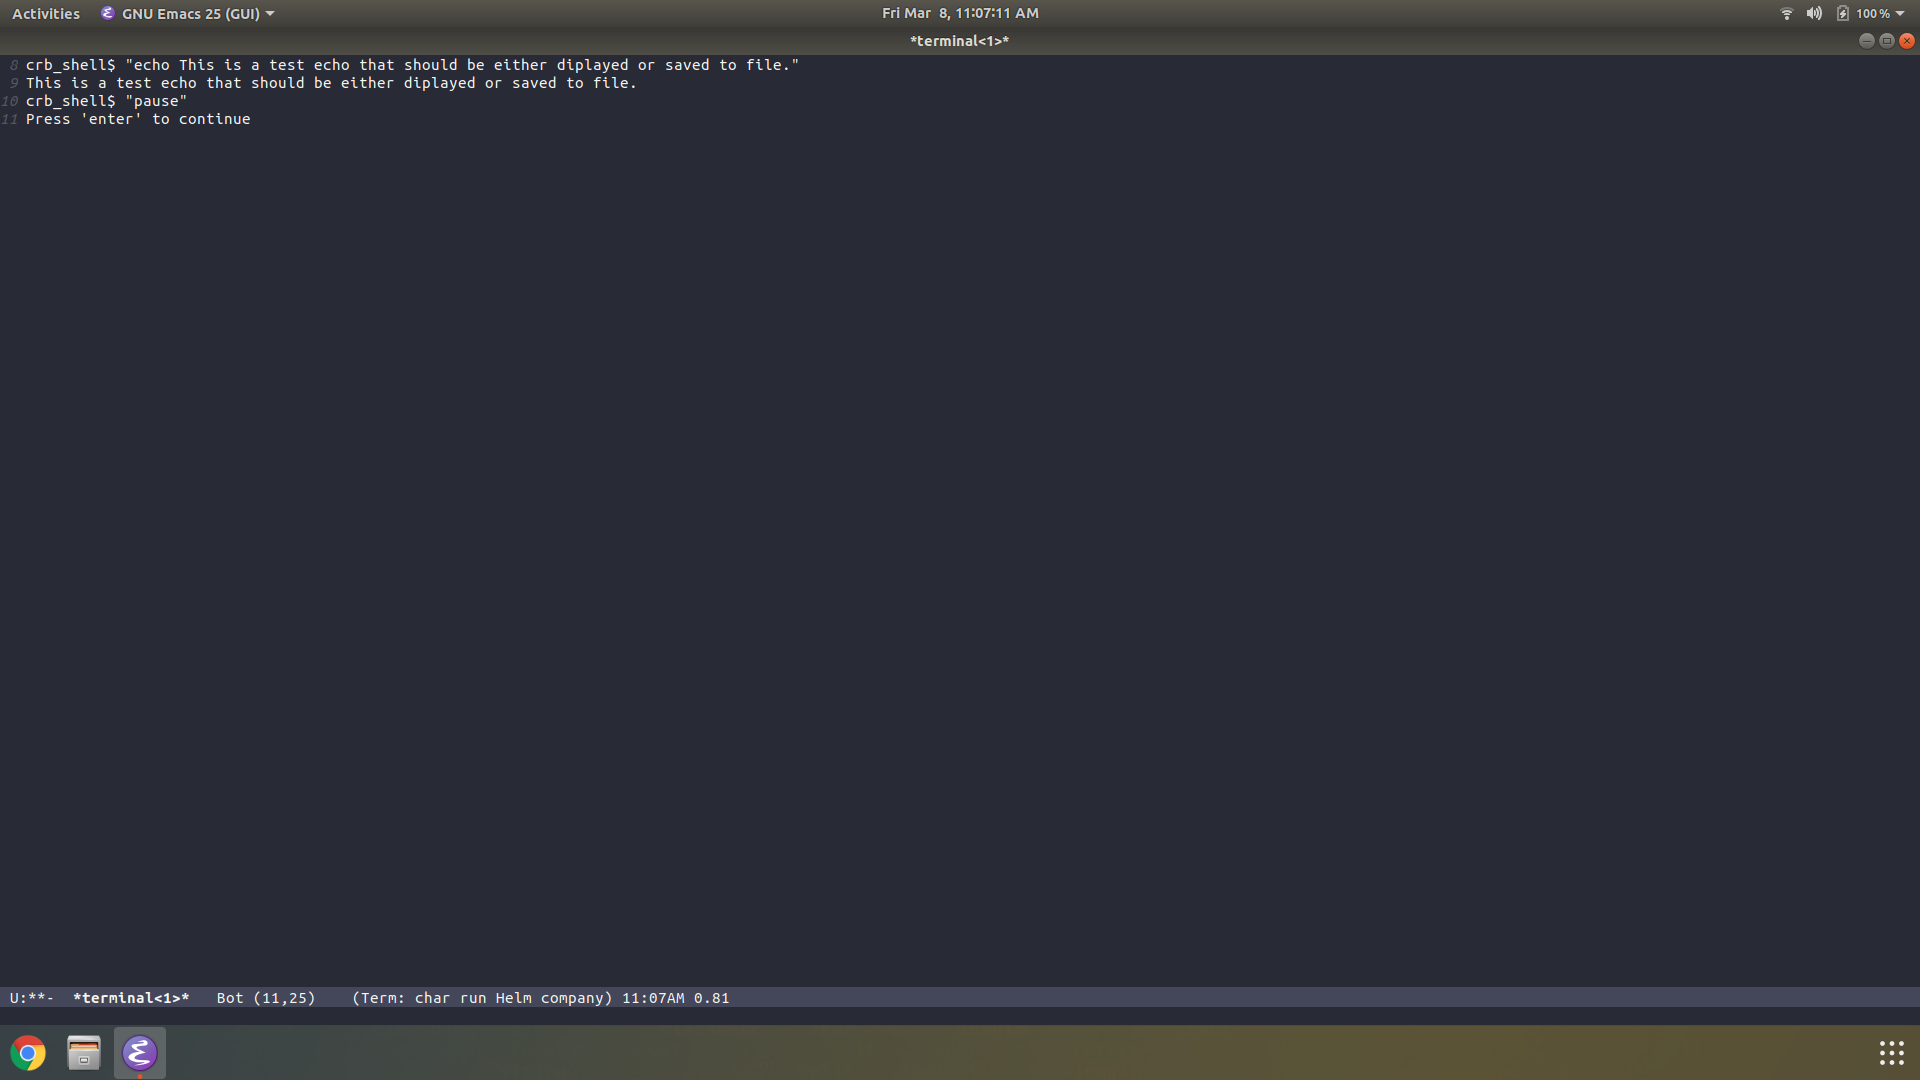 Activities GNU Emacs 25 (GUI) Fri Mar 8, 11:07:11 AM 100 %
*terminal<1>*
8 crb_shell$ "echo This is a test echo that should be either diplayed or saved to file."
9 This is a test echo that should be either diplayed or saved to file.
10 crb_shell$ "pause"
11 Press 'enter' to continue
U:**- *terminal<1>* Bot (11,25) (Term: char run Helm company) 11:07AM 0.81